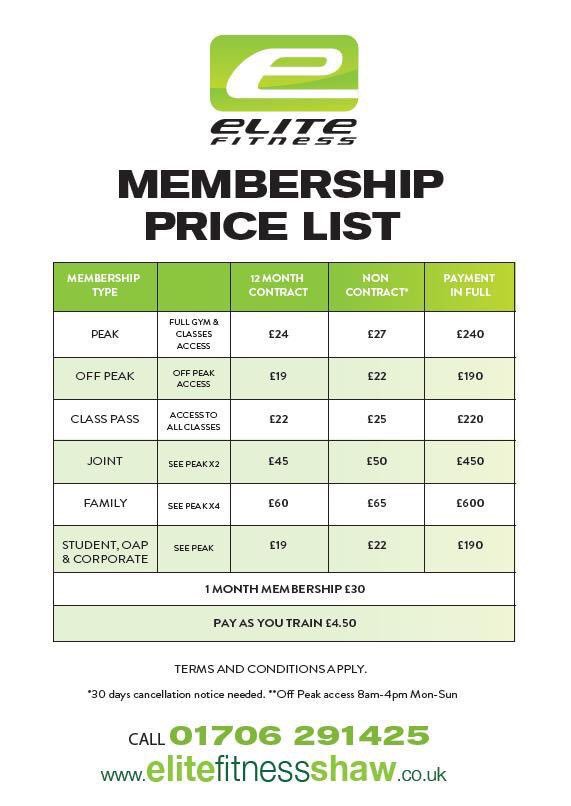 eLITe
FITNESS
MEMBERSHIP
PRICE LIST
MEMBERSHIP
TYPE
12 MONTH
CONTRACT
NON
CONTRACT*
PAYMENT
IN FULL
PEAK
FULL GYM &
CLASSES
ACCESS
£24
£27
£240
OFF PEAK
OFF PEAK
ACCESS
£19
£22
£190
CLASS PASS
ACCESS TO
ALL CLASSES
£22
£25
£220
JOINT
SEE PEAK X2
£45
£50
£450
FAMILY
SEE PEAK X4
£60
£65
£600
STUDENT, OAP
& CORPORATE
SEE PEAK
£19
£22
£190
1 MONTH MEMBERSHIP £30
PAY AS YOU TRAIN £4.50
TERMS AND CONDITIONS APPLY.
*30 days cancellation notice needed. **Off Peak access 8am-4pm Mon-Sun
CALL 01706 291425
www.elitefitnessshaw.co.uk